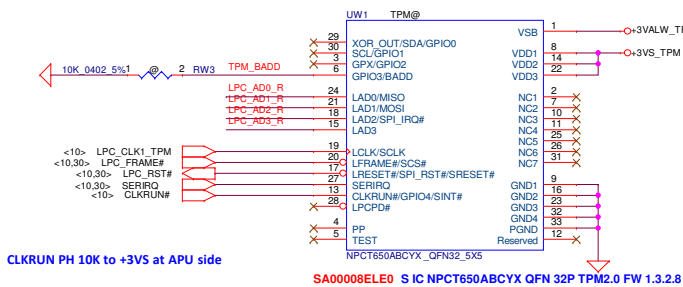 UW1 TPM@
29 XOR_OUT/SDA/GPIO0
30 SCL/GPIO1
3 GPX/GPIO2
10K_0402_5% 1 @ 2 RW3 TPM_BADD 6 GPIO3/BADD
LPC_AD0_R 24 LAD0/MISO
LPC_AD1_R 21 LAD1/MOSI
LPC_AD2_R 18 LAD2/SPI_IRQ#
LPC_AD3_R 15 LAD3
<10> LPC_CLK1_TPM 19 LCLK/SCLK
<10,30> LPC_FRAME# 20 LFRAME#/SCS#
<10,30> LPC_RST# 17 LRESET#/SPI_RST#/SRESET#
<10,30> SERIRQ 27 SERIRQ
<10> CLKRUN# 13 CLKRUN#/GPIO4/SINT#
28 LPCPD#
4 PP
5 TEST
VSB 1 +3VALW_TP
VDD1 8 +3VS_TPM
VDD2 14
VDD3 22
NC1 2
NC2 7
NC3 10
NC4 11
NC5 25
NC6 26
NC7 31
GND1 9
GND2 16
GND3 23
GND4 32
PGND 33
Reserved 12
NPCT650ABCYX_QFN32_5X5
CLKRUN PH 10K to +3VS at APU side
SA00008ELE0 S IC NPCT650ABCYX QFN 32P TPM2.0 FW 1.3.2.8